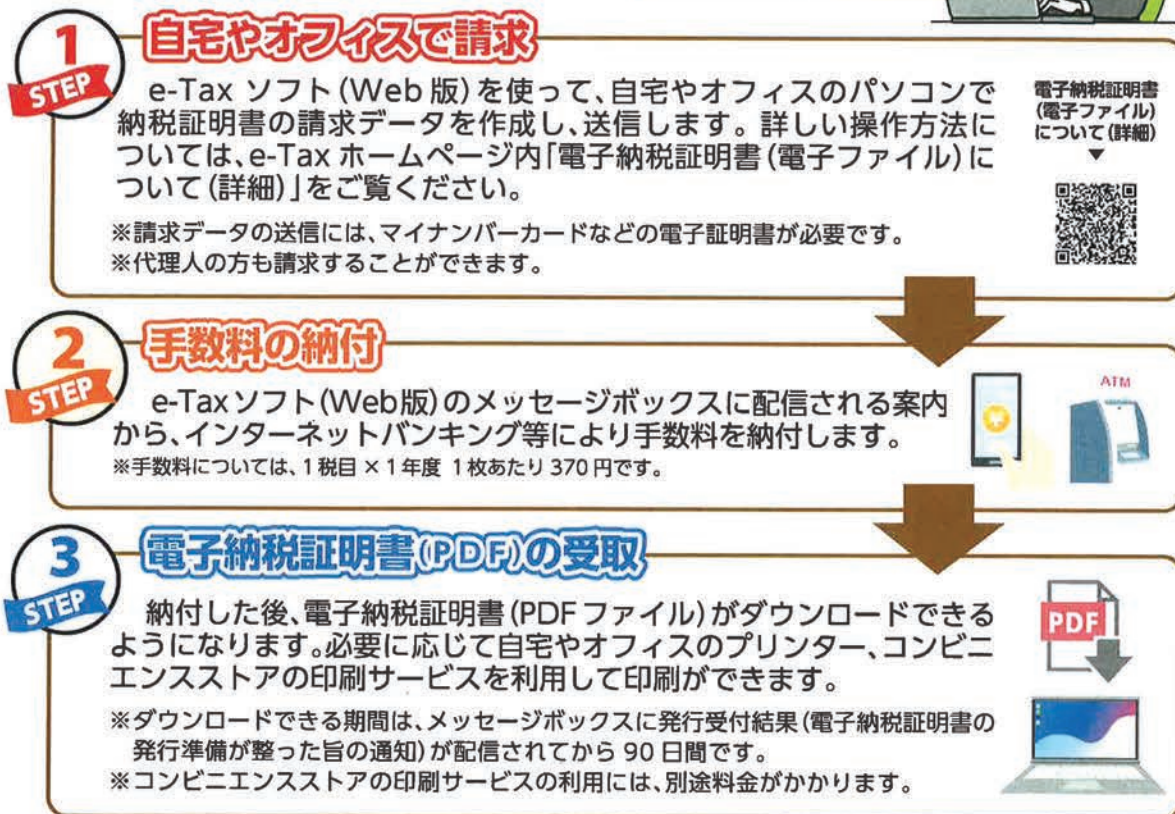 1
STEP
自宅やオフィスで請求
e-Tax ソフト(Web 版)を使って、自宅やオフィスのパソコンで
納税証明書の請求データを作成し、送信します。詳しい操作方法に
ついては、e-Tax ホームページ内「電子納税証明書(電子ファイル)に
ついて(詳細)」をご覧ください。
※請求データの送信には、マイナンバーカードなどの電子証明書が必要です。
※代理人の方も請求することができます。
電子納税証明書
(電子ファイル)
について(詳細)
▼
2
STEP
手数料の納付
e-Taxソフト(Web版)のメッセージボックスに配信される案内
から、インターネットバンキング等により手数料を納付します。
※手数料については、1税目×1年度 1枚あたり370円です。
ATM
3
STEP
電子納税証明書(PDF)の受取
納付した後、電子納税証明書(PDFファイル)がダウンロードできる
ようになります。必要に応じて自宅やオフィスのプリンター、コンビニ
エンスストアの印刷サービスを利用して印刷ができます。
※ダウンロードできる期間は、メッセージボックスに発行受付結果(電子納税証明書の
発行準備が整った旨の通知)が配信されてから90日間です。
※コンビニエンスストアの印刷サービスの利用には、別途料金がかかります。
PDF